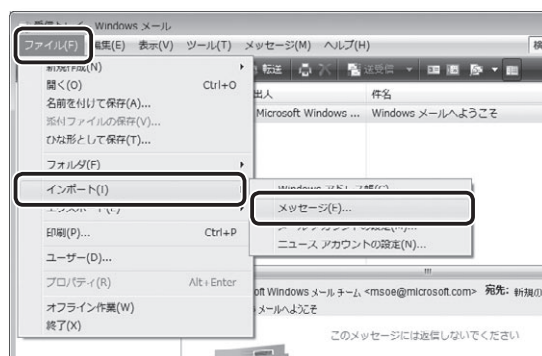 Windows メール
ファイル(F) 編集(E) 表示(V) ツール(T) メッセージ(M) ヘルプ(H)
転送 送受信
新規作成(N)
開く(O) Ctrl+O
名前を付けて保存(A)...
添付ファイルの保存(V)...
ひな形として保存(T)...
フォルダ(F)
インポート(I)
印刷(P)... Ctrl+P
ユーザー(D)...
プロパティ(R) Alt+Enter
オフライン作業(W)
終了(X)
出人 件名
Microsoft Windows ... Windows メールへようこそ
メッセージ(E)...
ニュース アカウントの設定(N)...
oft Windows メール チーム <msoe@microsoft.com> 宛先: 新規の
メールへようこそ
このメッセージには返信しないでください